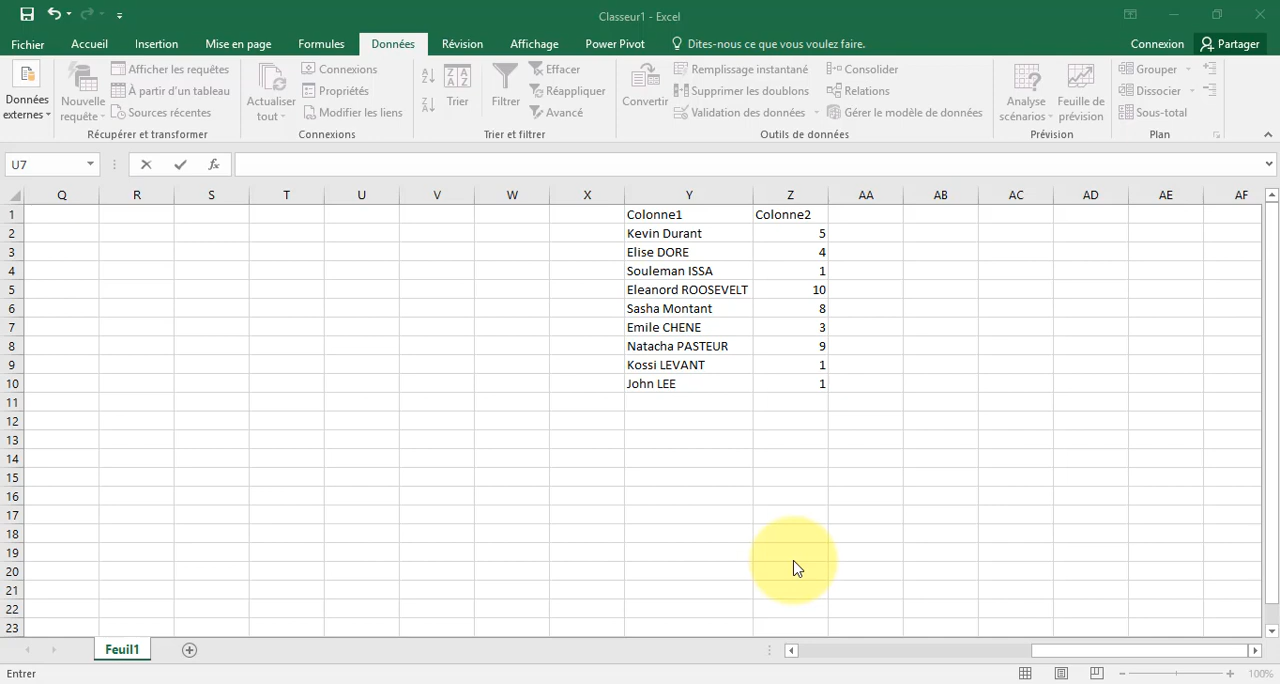 Classeur1 - Excel
Fichier Accueil Insertion Mise en page Formules Données Révision Affichage Power Pivot Dites-nous ce que vous voulez faire. Connexion Partager
Données externes
Nouvelle requête
Afficher les requêtes
À partir d'un tableau
Sources récentes
Récupérer et transformer
Actualiser tout
Connexions
Propriétés
Modifier les liens
Connexions
Trier
Filtrer
Effacer
Réappliquer
Avancé
Trier et filtrer
Convertir
Remplissage instantané
Supprimer les doublons
Validation des données
Consolider
Relations
Gérer le modèle de données
Outils de données
Analyse scénarios
Feuille de prévision
Prévision
Grouper
Dissocier
Sous-total
Plan
U7 fx
Q R S T U V W X Y Z AA AB AC AD AE AF
1 Colonne1 Colonne2
2 Kevin Durant 5
3 Elise DORE 4
4 Souleman ISSA 1
5 Eleanord ROOSEVELT 10
6 Sasha Montant 8
7 Emile CHENE 3
8 Natacha PASTEUR 9
9 Kossi LEVANT 1
10 John LEE 1
11
12
13
14
15
16
17
18
19
20
21
22
23
Feuil1
Entrer 100%